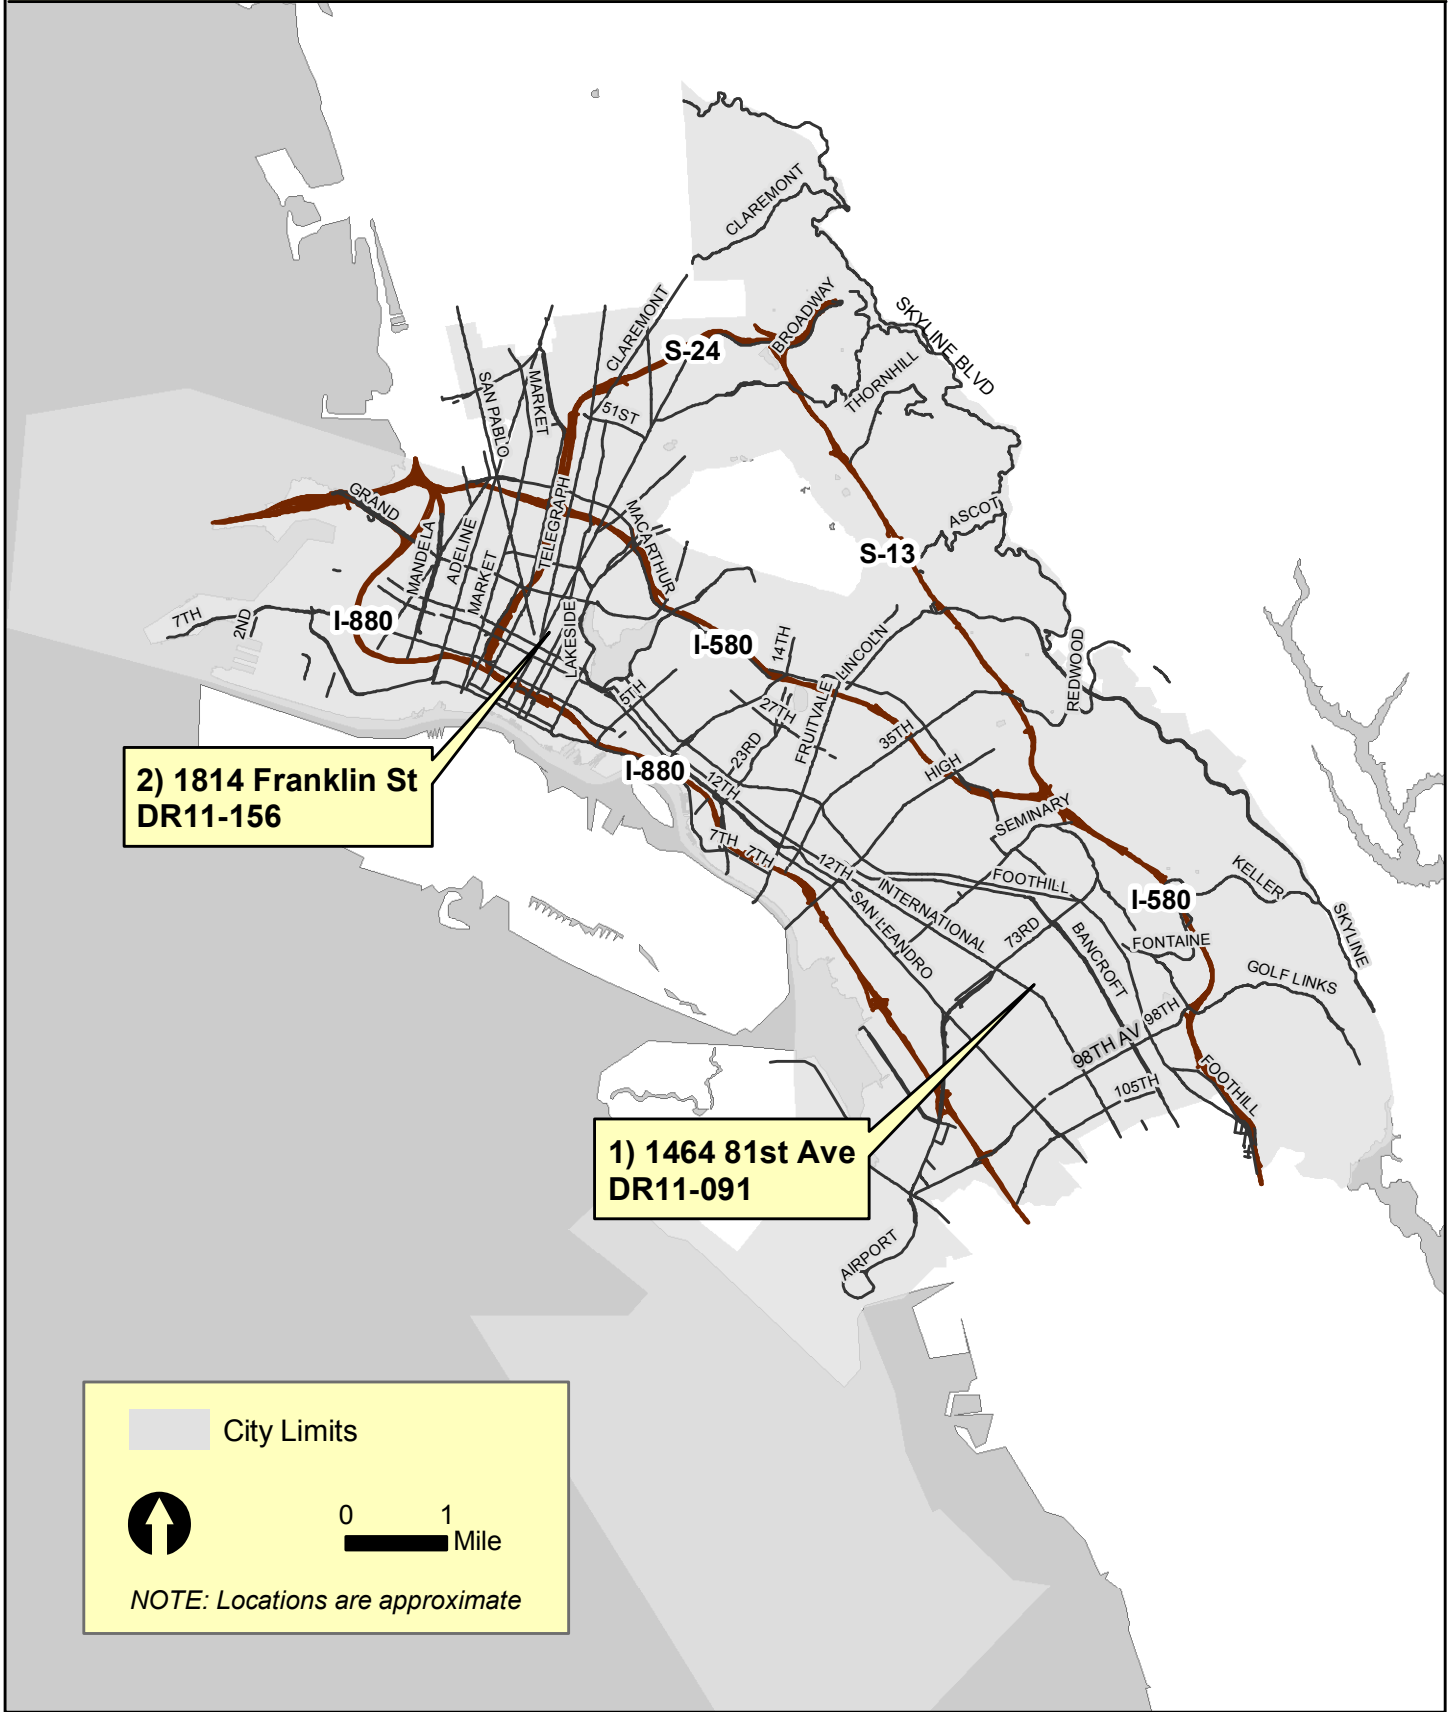 CLAREMONT
BROADWAY
SKYLINE BLVD
CLAREMONT
S-24
THORNHILL
SAN PABLO
MARKET
51ST
GRAND
MANDELA
ADELINE
MARKET
TELEGRAPH
MACARTHUR
ASCOT
S-13
7TH
2ND
I-880
LAKESIDE
I-580
14TH
LINCOLN
REDWOOD
5TH
27TH
FRUITVALE
23RD
35TH
HIGH
2) 1814 Franklin St
DR11-156
I-880
12TH
SEMINARY
7TH
7TH
12TH
INTERNATIONAL
FOOTHILL
KELLER
I-580
SKYLINE
SAN LEANDRO
73RD
BANCROFT
FONTAINE
GOLF LINKS
98TH
98TH AV
105TH
FOOTHILL
1) 1464 81st Ave
DR11-091
AIRPORT
City Limits
0 1
Mile
NOTE: Locations are approximate